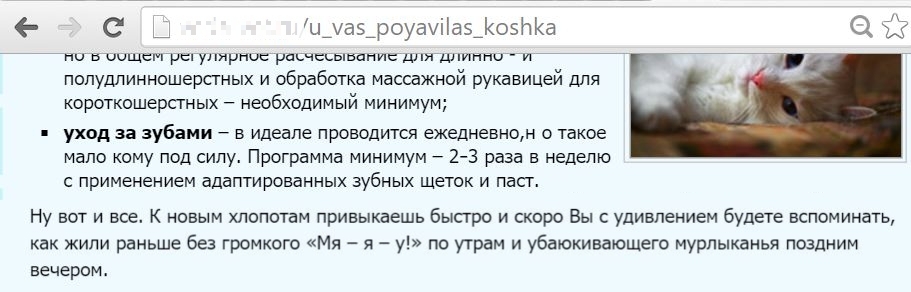 /u_vas_poyavilas_koshka
но в общем регулярное расчесывание для длинно - и
полудлинношерстных и обработка массажной рукавицей для
короткошерстных – необходимый минимум;
▪ уход за зубами – в идеале проводится ежедневно,н о такое
мало кому под силу. Программа минимум – 2–3 раза в неделю
с применением адаптированных зубных щеток и паст.
Ну вот и все. К новым хлопотам привыкаешь быстро и скоро Вы с удивлением будете вспоминать,
как жили раньше без громкого «Мя – я – у!» по утрам и убаюкивающего мурлыканья поздним
вечером.